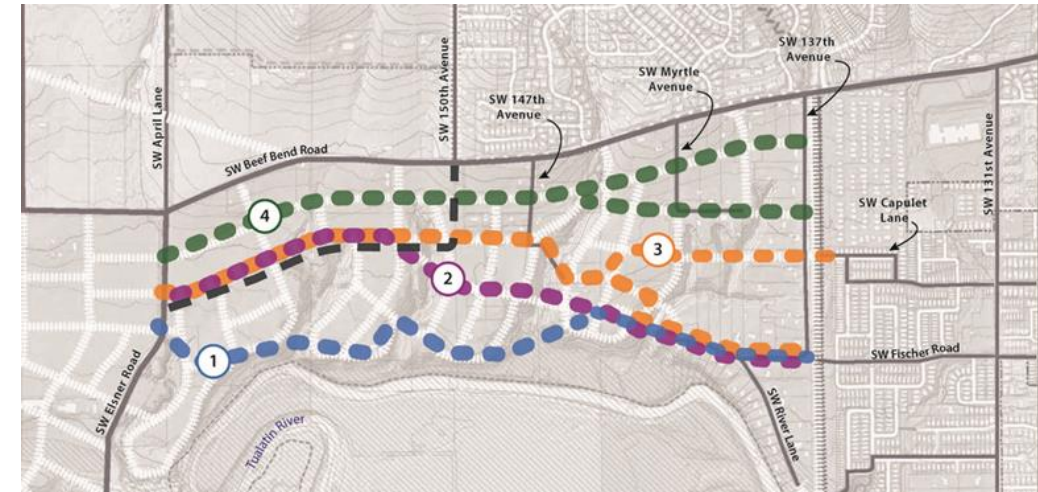 SW 137th
Avenue
SW Myrtle
Avenue
SW 147th
Avenue
SW 150th Avenue
SW April Lane
SW Beef Bend Road
SW 131st Avenue
SW Capulet
Lane
4
3
2
1
SW Fischer Road
SW Elsner Road
SW River Lane
Tualatin River